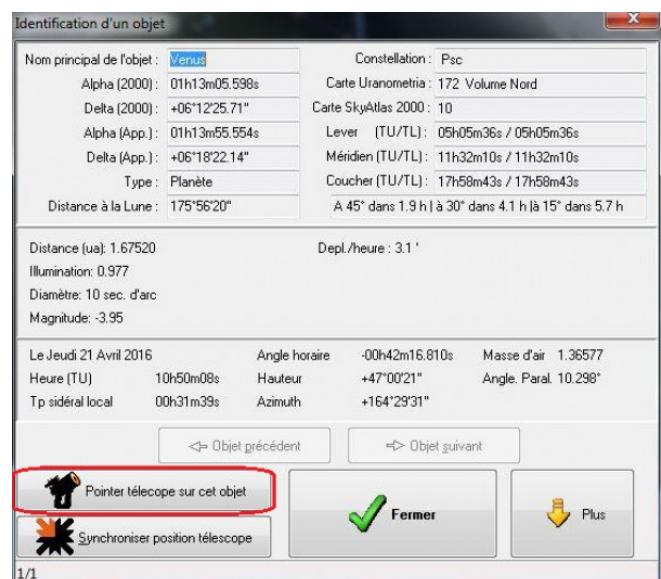 Identification d'un objet
Nom principal de l'objet : Venus Constellation : Psc
Alpha (2000) : 01h13m05.598s Carte Uranometria : 172 Volume Nord
Delta (2000) : +06°12'25.71" Carte SkyAtlas 2000 : 10
Alpha (App.) : 01h13m55.554s Lever (TU/TL) : 05h05m36s / 05h05m36s
Delta (App.) : +06°18'22.14" Méridien (TU/TL) : 11h32m10s / 11h32m10s
Type : Planète Coucher (TU/TL) : 17h58m43s / 17h58m43s
Distance à la Lune : 175°56'20" A 45° dans 1.9 h | à 30° dans 4.1 h |à 15° dans 5.7 h
Distance (ua): 1.67520 Depl./heure : 3.1 '
Illumination: 0.977
Diamètre: 10 sec. d'arc
Magnitude: -3.95
Le Jeudi 21 Avril 2016 Angle horaire -00h42m16.810s Masse d'air 1.36577
Heure (TU) 10h50m08s Hauteur +47°00'21" Angle. Paral. 10.298°
Tp sidéral local 00h31m39s Azimuth +164°29'31"
Objet précédent Objet suivant
Pointer télecope sur cet objet
Fermer
Plus
Synchroniser position télescope
1/1